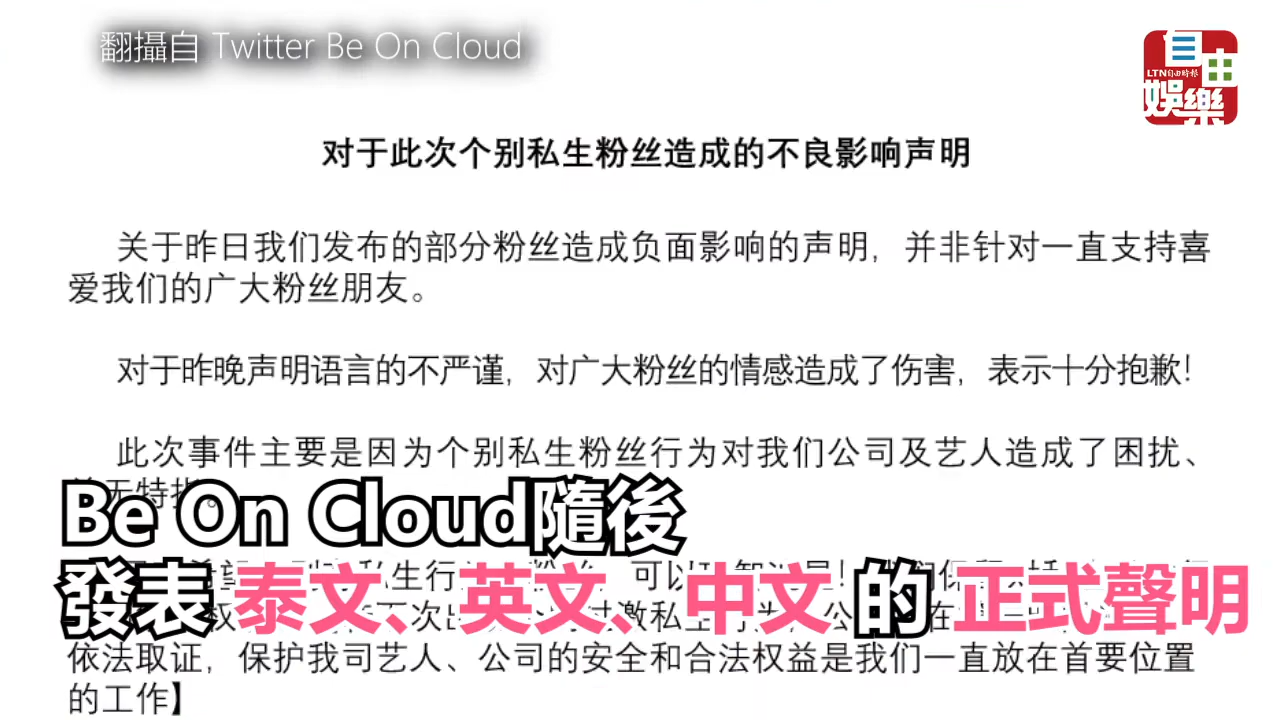 翻攝自 Twitter Be On Cloud
自由
LTN自由時報
娛樂
对于此次个别私生粉丝造成的不良影响声明
关于昨日我们发布的部分粉丝造成负面影响的声明，并非针对一直支持喜
爱我们的广大粉丝朋友。
对于昨晚声明语言的不严谨，对广大粉丝的情感造成了伤害，表示十分抱歉！
此次事件主要是因为个别私生粉丝行为对我们公司及艺人造成了困扰、
无特指。
Be On Cloud隨後
發表 泰文、英文、中文 的 正式聲明
依法取证，保护我司艺人、公司的安全和合法权益是我们一直放在首要位置
的工作】